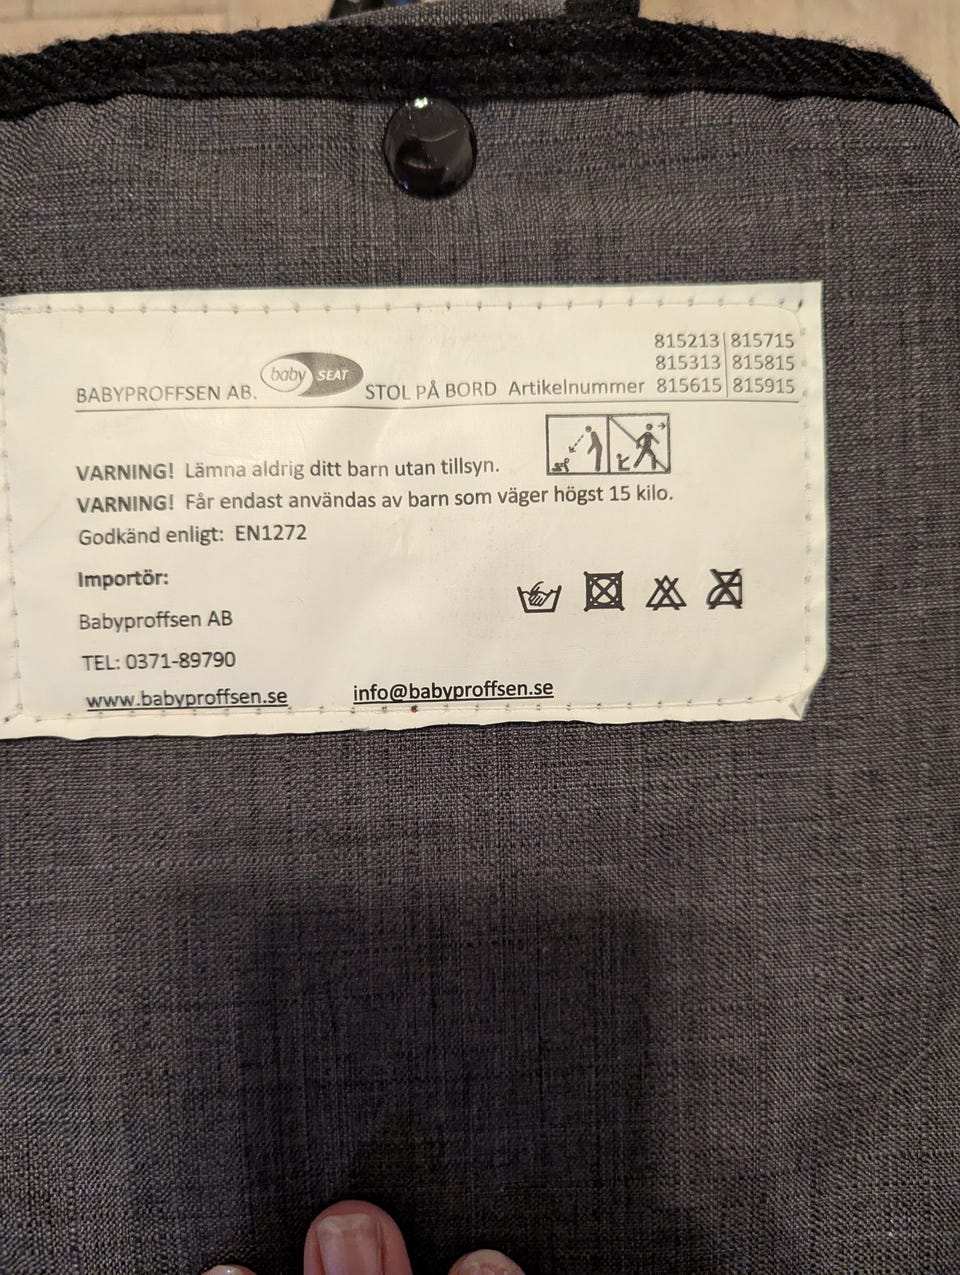 815213 | 815715
815313 | 815815
BABYPROFFSEN AB. baby SEAT STOL PÅ BORD Artikelnummer 815615 | 815915
VARNING! Lämna aldrig ditt barn utan tillsyn.
VARNING! Får endast användas av barn som väger högst 15 kilo.
Godkänd enligt: EN1272
Importör:
Babyproffsen AB
TEL: 0371-89790
www.babyproffsen.se info@babyproffsen.se